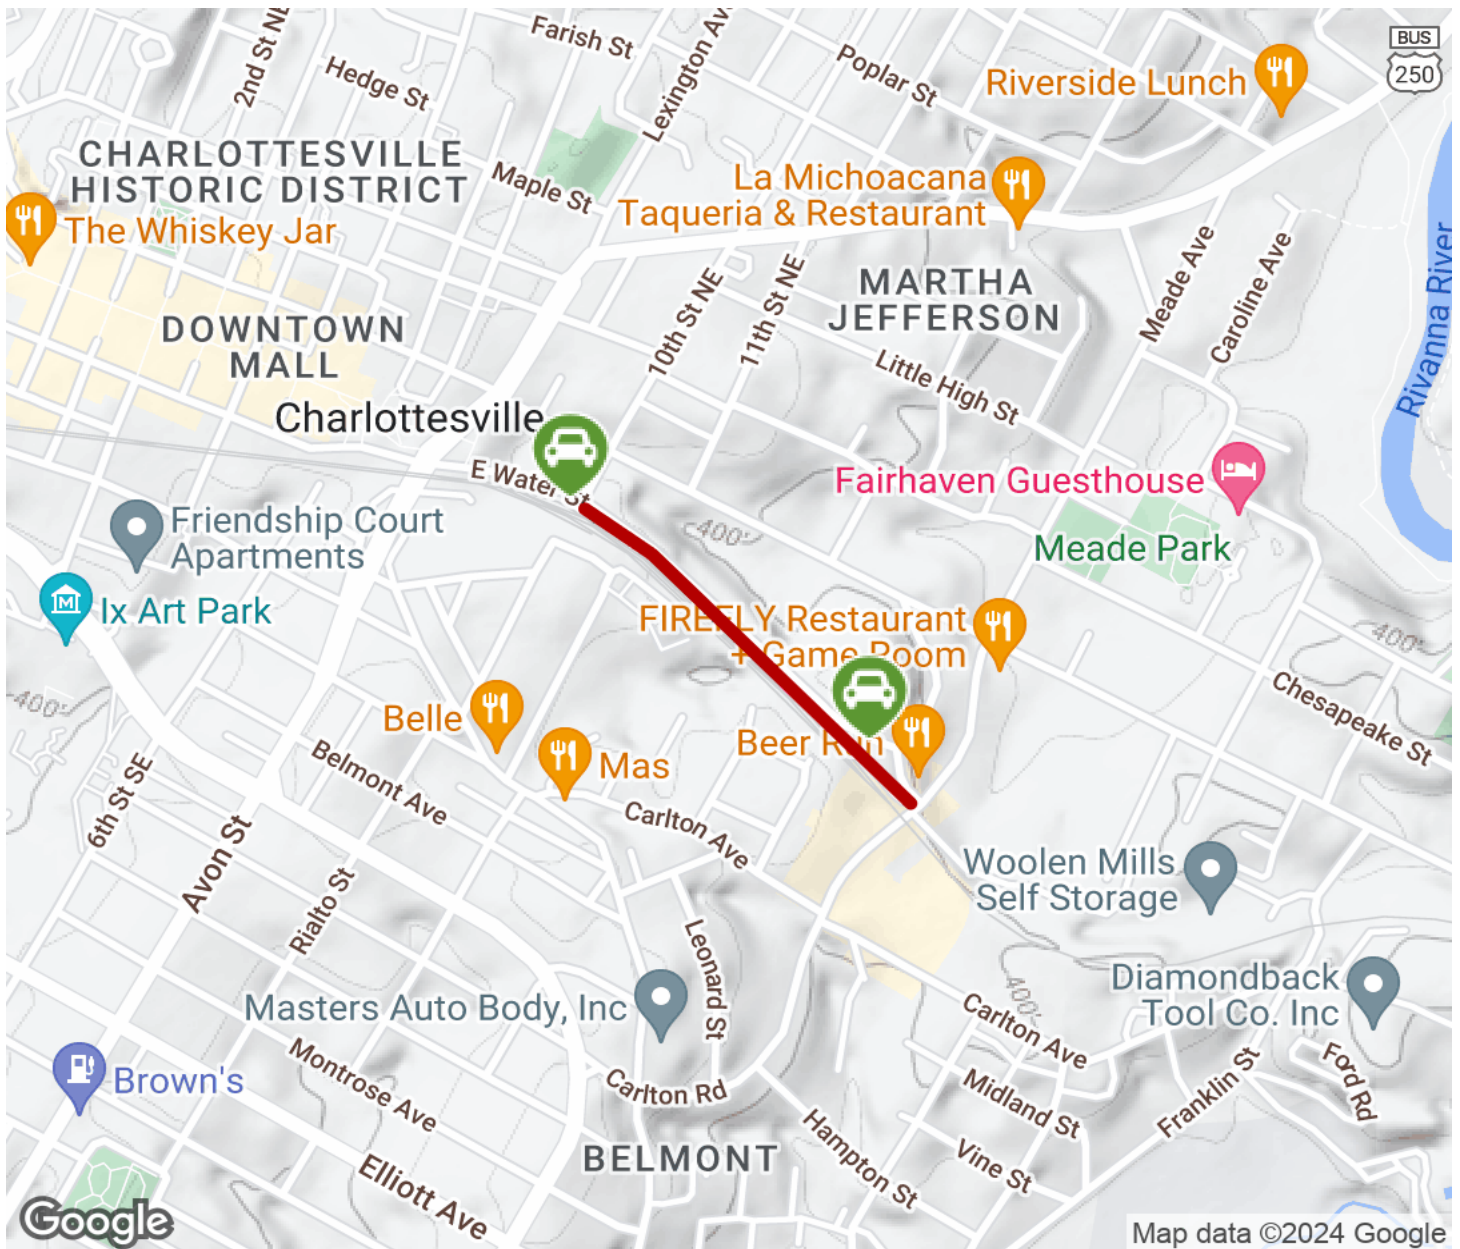 Farish St
2nd St NE
Hedge St
Lexington Av
Poplar St
BUS
250
Riverside Lunch
CHARLOTTESVILLE
HISTORIC DISTRICT
Maple St
La Michoacana
Taqueria & Restaurant
The Whiskey Jar
Rivanna River
MARTHA
JEFFERSON
Meade Ave
Caroline Ave
DOWNTOWN
MALL
10th St NE
11th St NE
Little High St
Charlottesville
E Water St
Fairhaven Guesthouse
Friendship Court
Apartments
400'
Meade Park
Ix Art Park
FIREFLY Restaurant
+ Game Room
400'
400'
Belle
Beer Run
Chesapeake St
Mas
6th St SE
Belmont Ave
Carlton Ave
Avon St
Woolen Mills
Self Storage
Rialto St
Leonard St
Masters Auto Body, Inc
400'
Diamondback
Tool Co. Inc
Carlton Ave
Brown's
Montrose Ave
Carlton Rd
Midland St
Franklin St
Ford Rd
Hampton St
Vine St
BELMONT
Elliott Ave
Google
Map data ©2024 Google